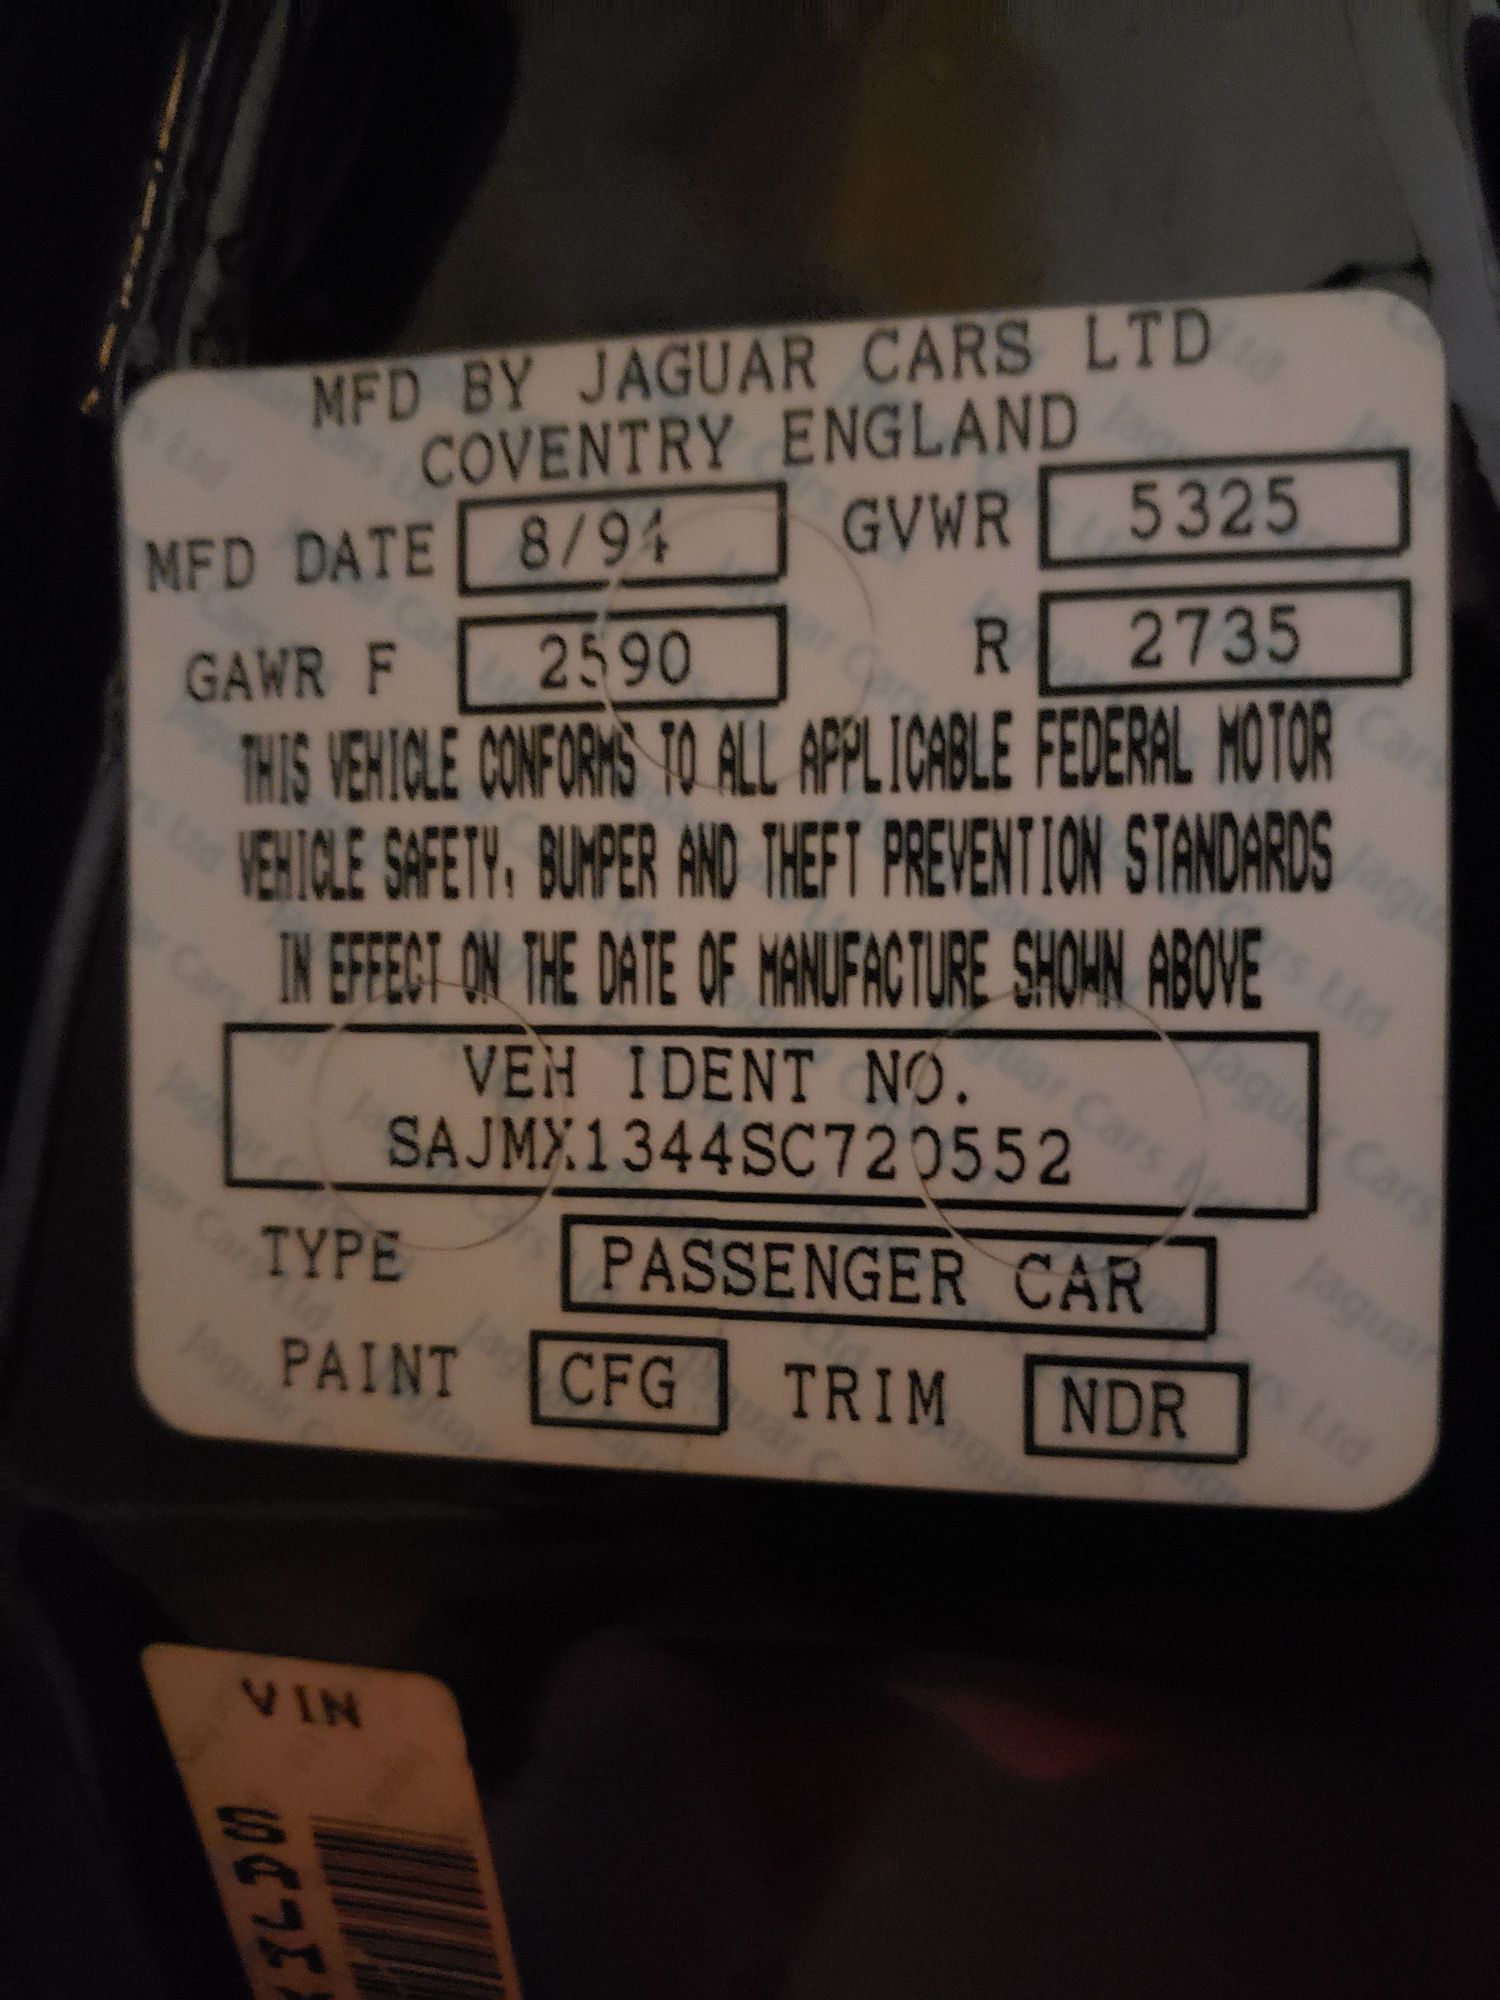 MFD BY JAGUAR CARS LTD
COVENTRY ENGLAND
MFD DATE 8/94 GVWR 5325
GAWR F 2590 R 2735
THIS VEHICLE CONFORMS TO ALL APPLICABLE FEDERAL MOTOR
VEHICLE SAFETY, BUMPER AND THEFT PREVENTION STANDARDS
IN EFFECT ON THE DATE OF MANUFACTURE SHOWN ABOVE
VEH IDENT NO.
SAJMX1344SC720552
TYPE PASSENGER CAR
PAINT CFG TRIM NDR
VIN
SAJM